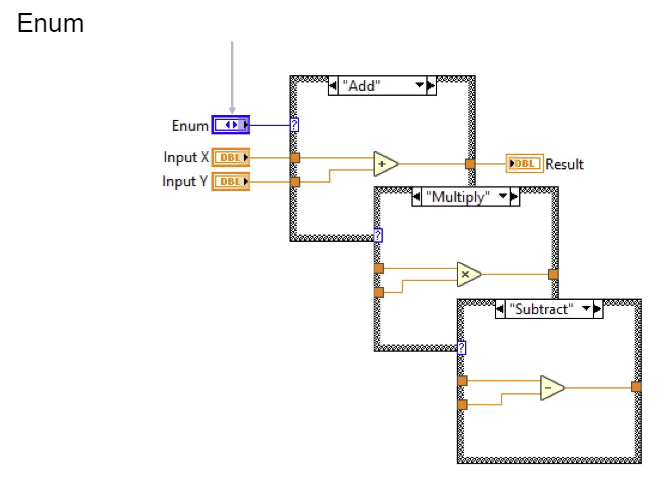 Enum
"Add"
Enum
?
Input X DBL
+
DBL Result
Input Y DBL
"Multiply"
?
×
"Subtract"
?
-